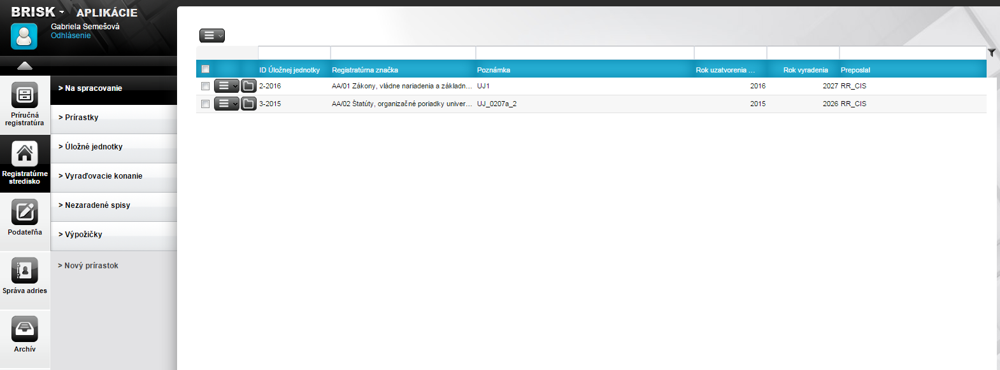 BRISK APLIKÁCIE
Gabriela Semešová
Odhlásenie
Príručná
registratúra
Registratúrne
stredisko
Podateľňa
Správa adries
Archív
> Na spracovanie
> Prírastky
> Úložné jednotky
> Vyraďovacie konanie
> Nezaradené spisy
> Výpožičky
> Nový prírastok
ID Úložnej jednotky Registratúrna značka Poznámka Rok uzatvorenia ... Rok vyradenia Preposlal
2-2016 AA/01 Zákony, vládne nariadenia a základn... UJ1 2016 2027 RR_CIS
3-2015 AA/02 Štatúty, organizačné poriadky univer... UJ_0207a_2 2015 2026 RR_CIS